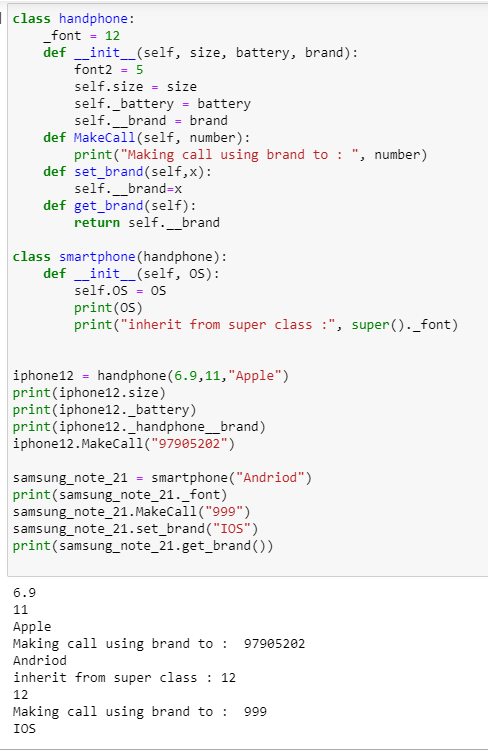 class handphone:
    _font = 12
    def __init__(self, size, battery, brand):
        font2 = 5
        self.size = size
        self._battery = battery
        self.__brand = brand
    def MakeCall(self, number):
        print("Making call using brand to : ", number)
    def set_brand(self,x):
        self.__brand=x
    def get_brand(self):
        return self.__brand

class smartphone(handphone):
    def __init__(self, OS):
        self.OS = OS
        print(OS)
        print("inherit from super class :", super()._font)


iphone12 = handphone(6.9,11,"Apple")
print(iphone12.size)
print(iphone12._battery)
print(iphone12._handphone__brand)
iphone12.MakeCall("97905202")

samsung_note_21 = smartphone("Andriod")
print(samsung_note_21._font)
samsung_note_21.MakeCall("999")
samsung_note_21.set_brand("IOS")
print(samsung_note_21.get_brand())

6.9
11
Apple
Making call using brand to :  97905202
Andriod
inherit from super class : 12
12
Making call using brand to :  999
IOS